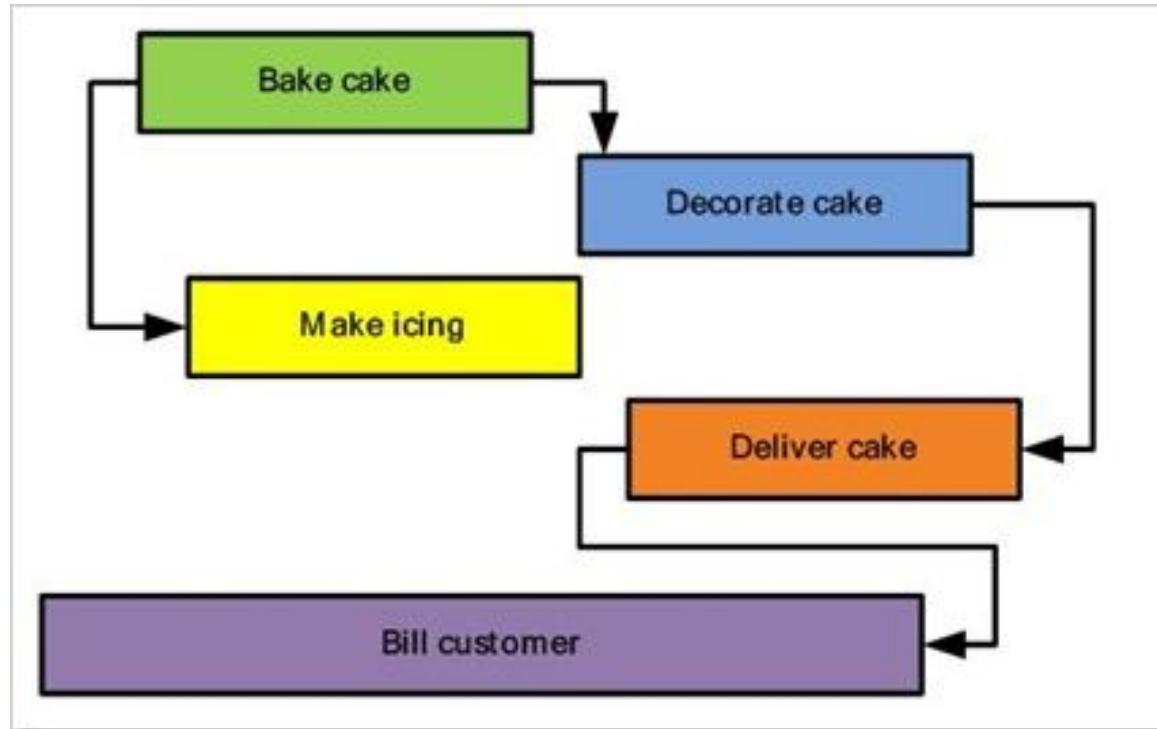 Bake cake
Decorate cake
Make icing
Deliver cake
Bill customer